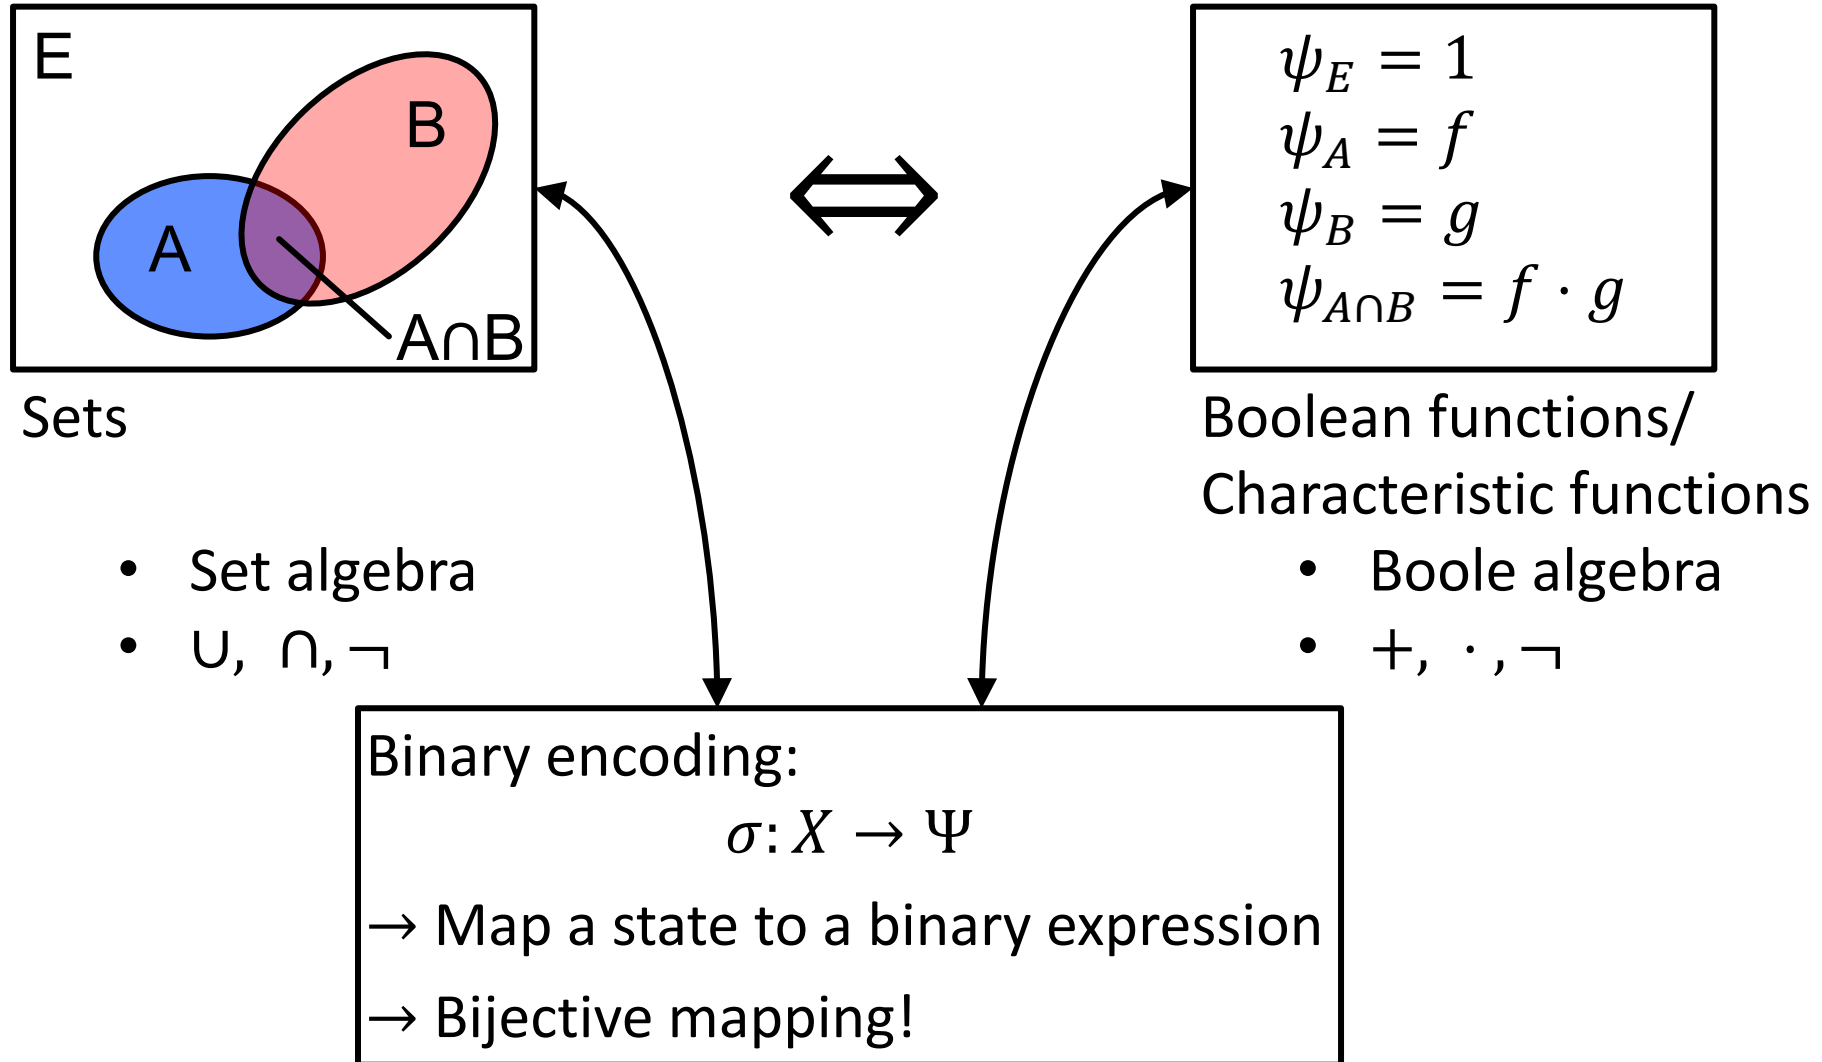 E
B
A
A∩B
Sets
• Set algebra
• ∪, ∩, ¬
⇔
ψ_E = 1
ψ_A = f
ψ_B = g
ψ_{A∩B} = f · g
Boolean functions/
Characteristic functions
• Boole algebra
• +, · , ¬
Binary encoding:
σ: X → Ψ
→ Map a state to a binary expression
→ Bijective mapping!